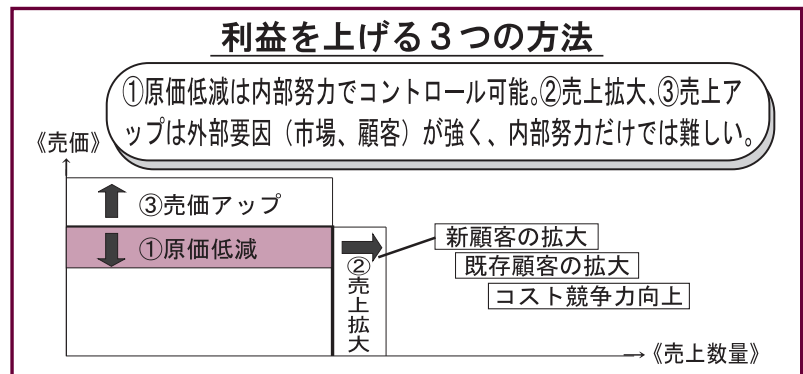 利益を上げる３つの方法
①原価低減は内部努力でコントロール可能。②売上拡大、③売上ア
ップは外部要因（市場、顧客）が強く、内部努力だけでは難しい。
《売価》
③売価アップ
①原価低減
②売上拡大
新顧客の拡大
既存顧客の拡大
コスト競争力向上
《売上数量》